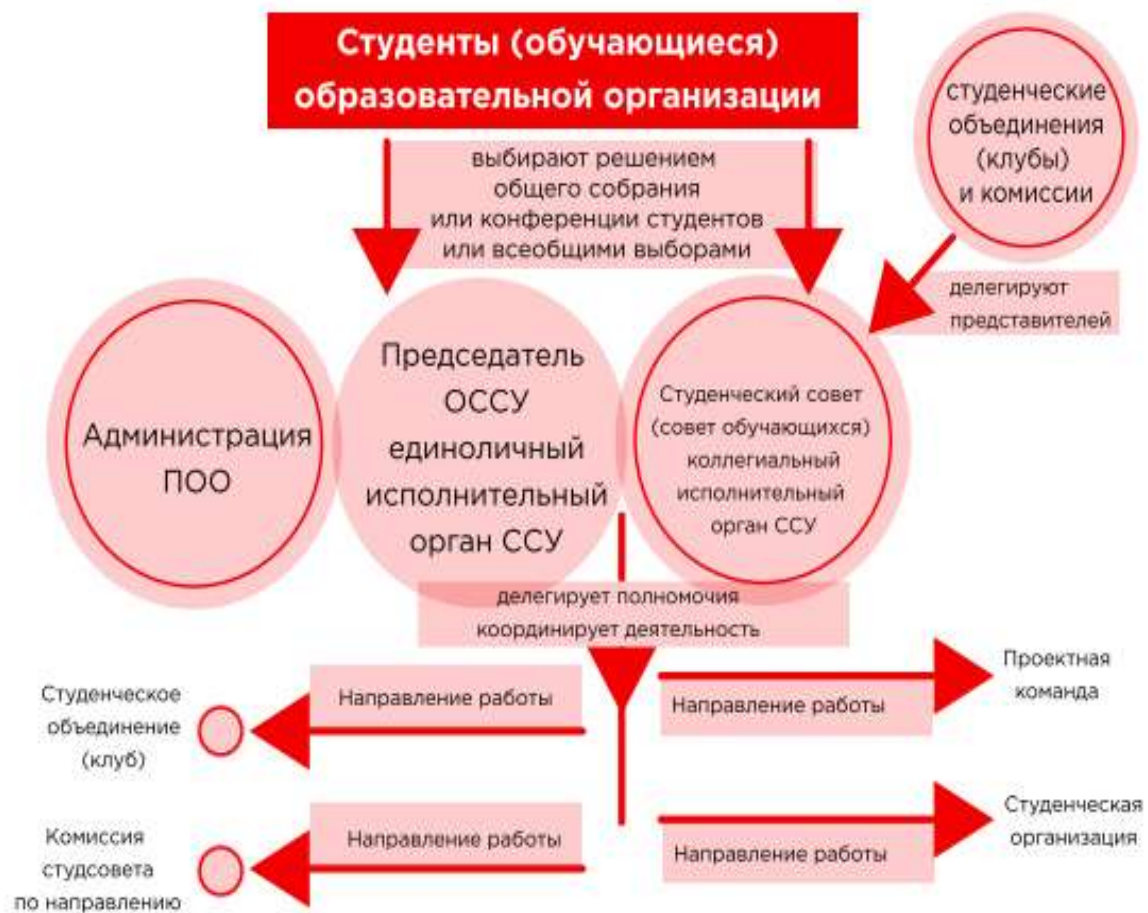 Студенты (обучающиеся)
образовательной организации
студенческие
объединения
(клубы)
и комиссии
выбирают решением
общего собрания
или конференции студентов
или всеобщими выборами
делегируют
представителей
Администрация
ПОО
Председатель
ОССУ
единоличный
исполнительный
орган ССУ
Студенческий совет
(совет обучающихся)
коллегиальный
исполнительный
орган ССУ
делегирует полномочия
координирует деятельность
Студенческое
объединение
(клуб)
Направление работы
Направление работы
Проектная
команда
Комиссия
студсовета
по направлению
Направление работы
Направление работы
Студенческая
организация